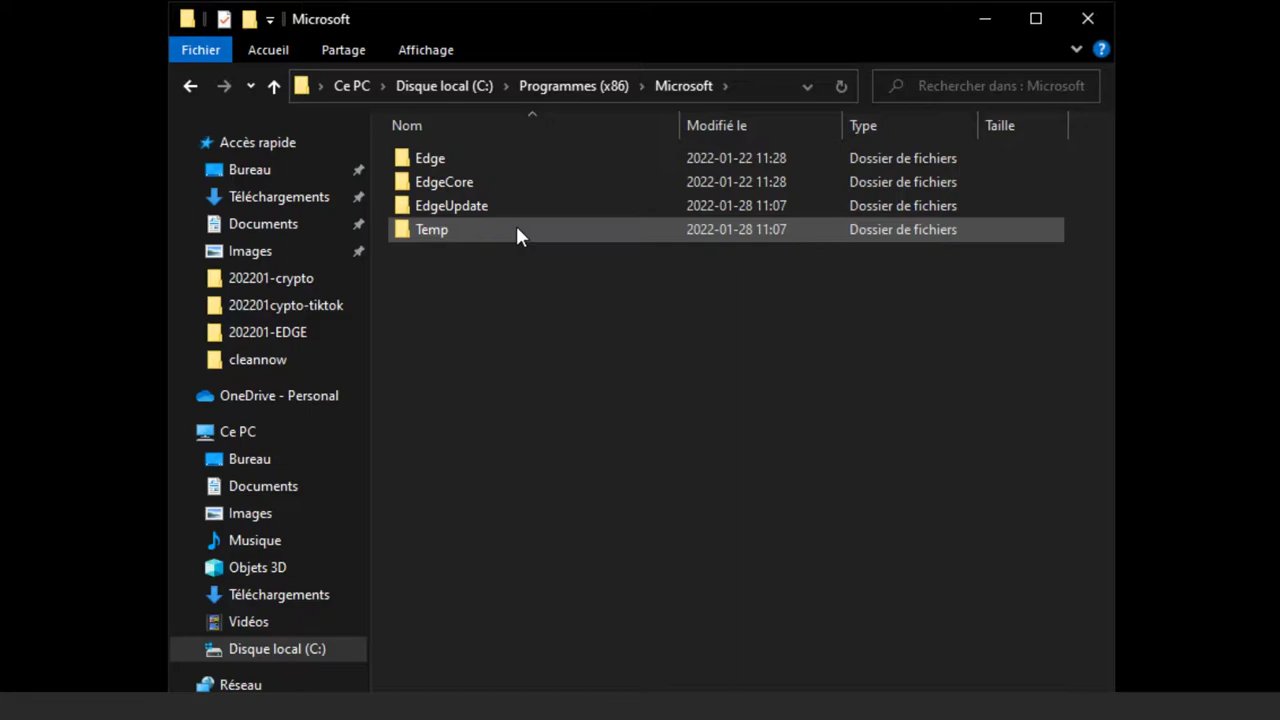 Microsoft
Fichier Accueil Partage Affichage
Ce PC Disque local (C:) Programmes (x86) Microsoft Rechercher dans : Microsoft
Nom Modifié le Type Taille
Edge 2022-01-22 11:28 Dossier de fichiers
EdgeCore 2022-01-22 11:28 Dossier de fichiers
EdgeUpdate 2022-01-28 11:07 Dossier de fichiers
Temp 2022-01-28 11:07 Dossier de fichiers
Accès rapide
Bureau
Téléchargements
Documents
Images
202201-crypto
202201cypto-tiktok
202201-EDGE
cleannow
OneDrive - Personal
Ce PC
Bureau
Documents
Images
Musique
Objets 3D
Téléchargements
Vidéos
Disque local (C:)
Réseau